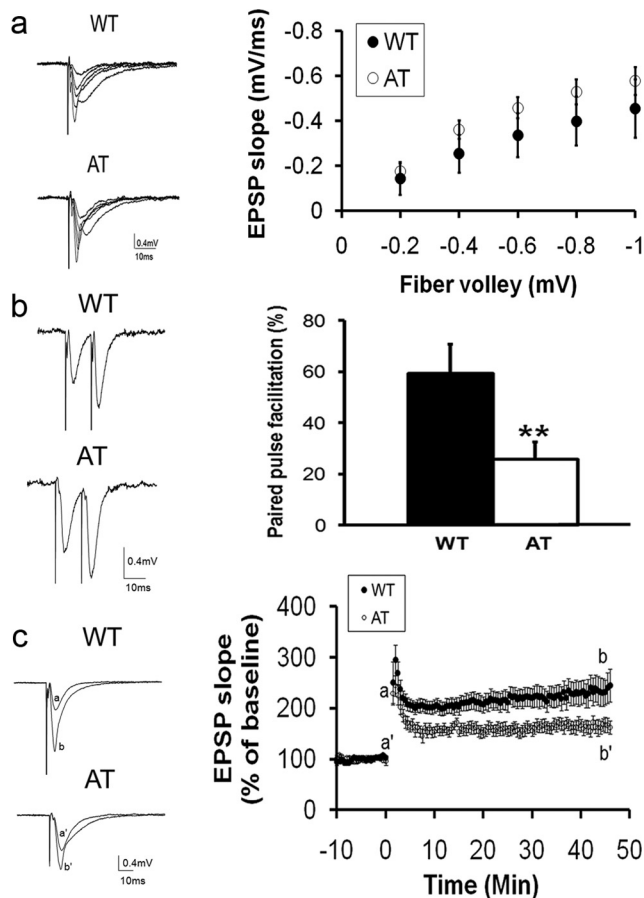 a
WT
AT
0.4mV
10ms
EPSP slope (mV/ms)
-0.8
-0.6
-0.4
-0.2
0
WT
AT
0 -0.2 -0.4 -0.6 -0.8 -1
Fiber volley (mV)
b
WT
AT
0.4mV
10ms
Paired pulse facilitation (%)
80
60
40
20
0
**
WT AT
c
WT
a
b
AT
a'
b'
0.4mV
10ms
WT
AT
EPSP slope
(% of baseline)
400
300
200
100
0
a
a'
b
b'
-10 0 10 20 30 40 50
Time (Min)